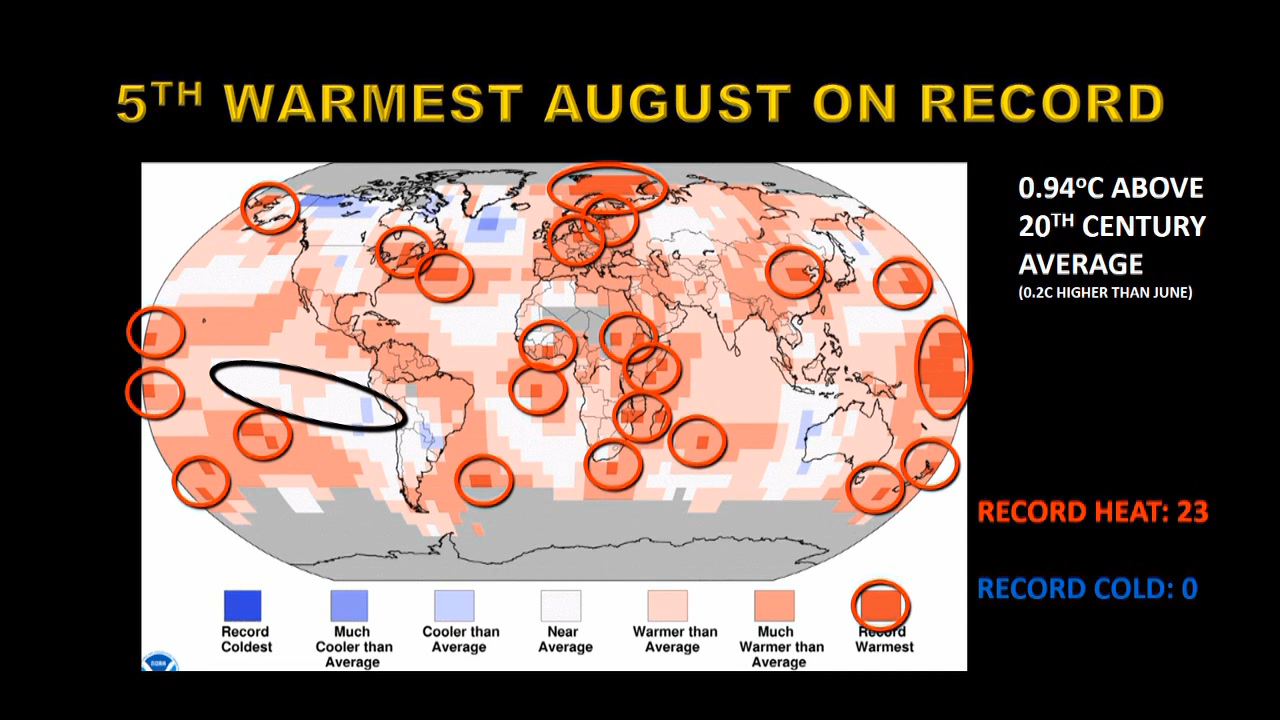 5TH WARMEST AUGUST ON RECORD
0.94oC ABOVE
20TH CENTURY
AVERAGE
(0.2C HIGHER THAN JUNE)
RECORD HEAT: 23
RECORD COLD: 0
Record
Coldest
Much
Cooler than
Average
Cooler than
Average
Near
Average
Warmer than
Average
Much
Warmer than
Average
Record
Warmest
NOAA